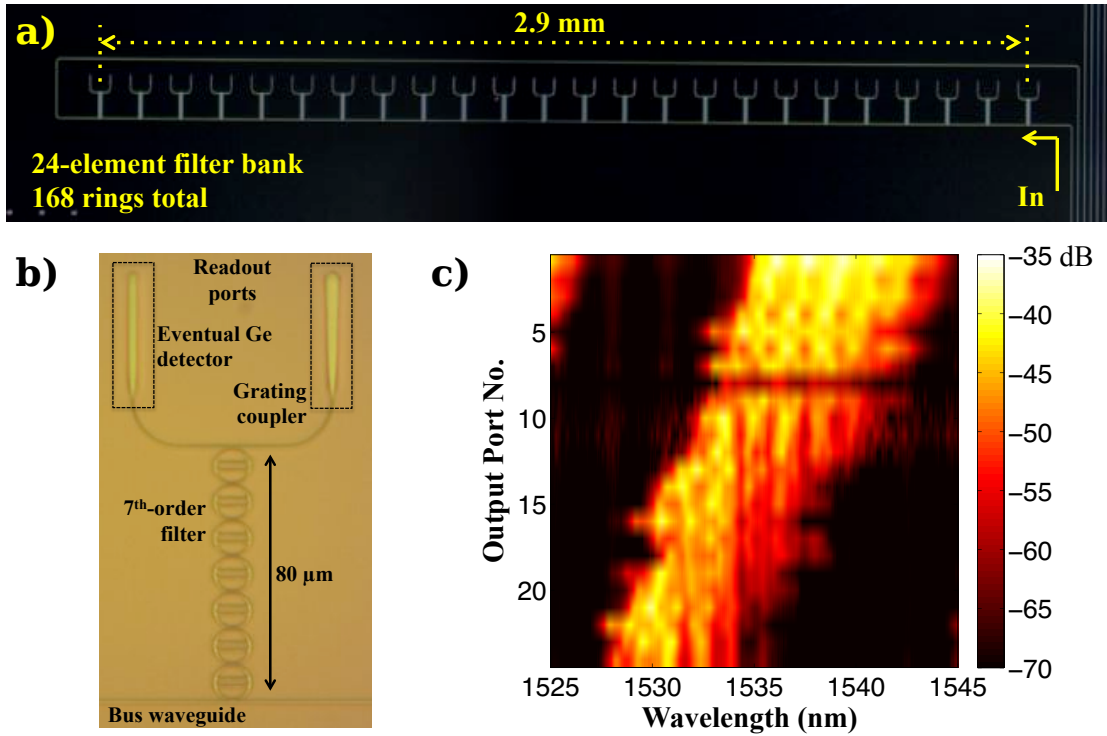 a)
2.9 mm
24-element filter bank
168 rings total
In
b)
Readout
ports
Eventual Ge
detector
Grating
coupler
7th-order
filter
80 µm
Bus waveguide
c)
Output Port No.
5
10
15
20
1525
1530
1535
1540
1545
Wavelength (nm)
−35 dB
−40
−45
−50
−55
−60
−65
−70